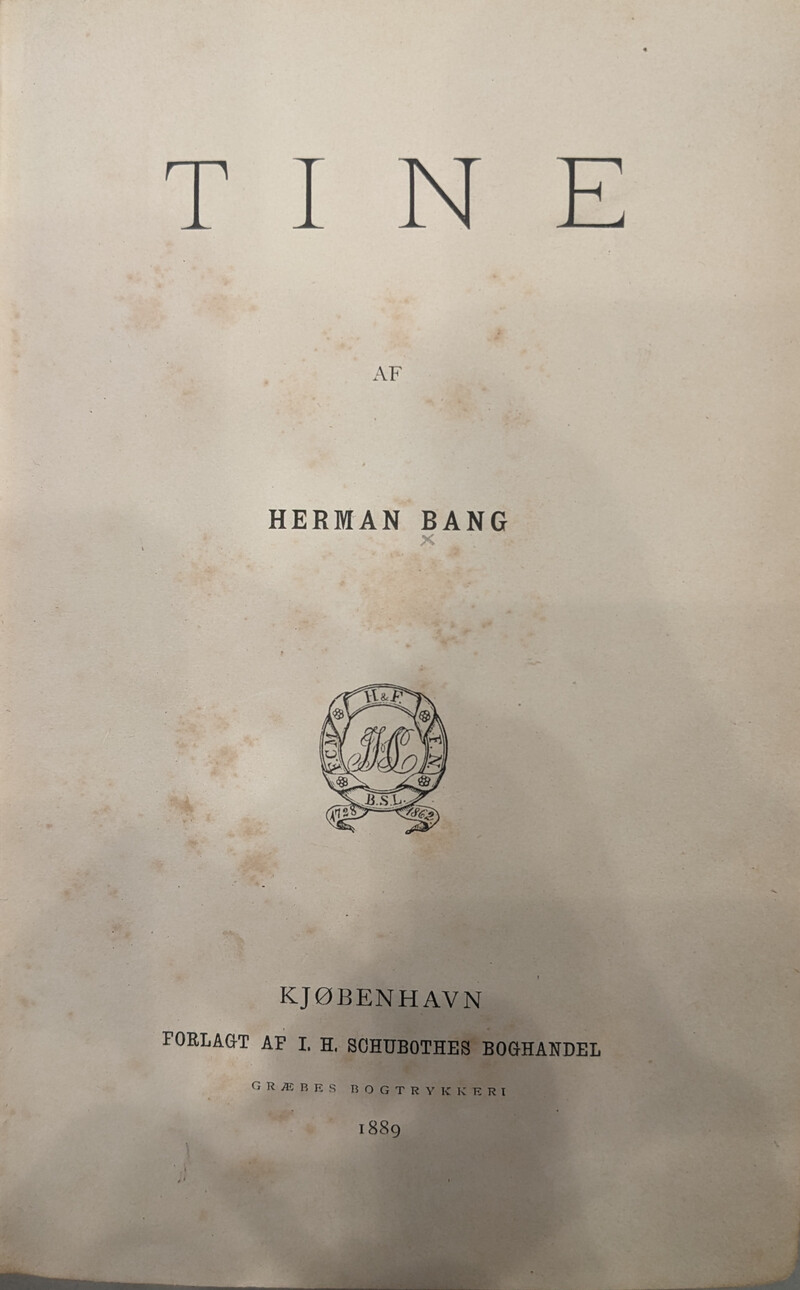 TINE
AF
HERMAN BANG
H & F.
F.C.M.
F.N.
B.S.L.
1728
1862
KJØBENHAVN
FORLAGT AF I. H. SCHUBOTHES BOGHANDEL
GRÆBES BOGTRYKKERI
1889